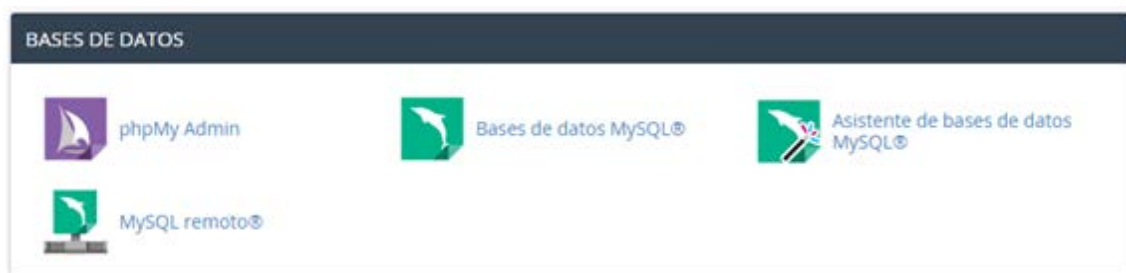 BASES DE DATOS
phpMy Admin
Bases de datos MySQL®
Asistente de bases de datos
MySQL®
MySQL remoto®